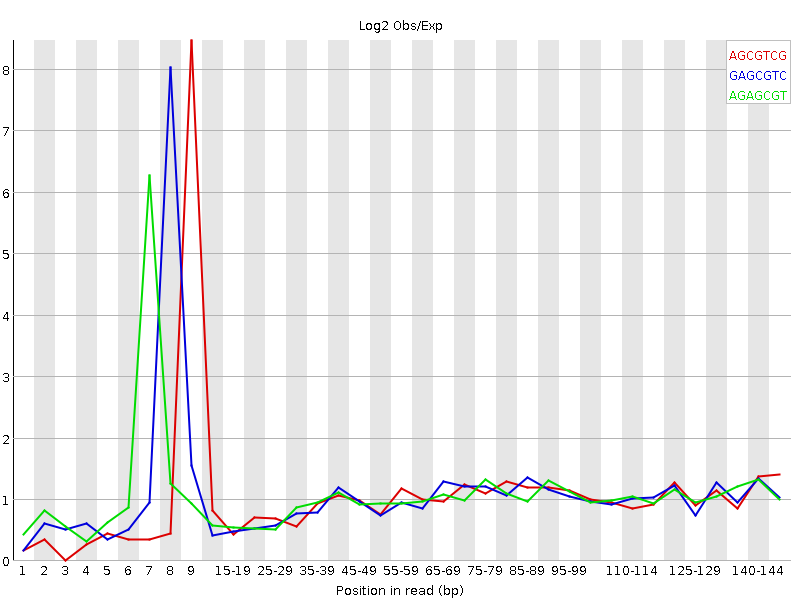 Log2 Obs/Exp
AGCGTCG
GAGCGTC
AGAGCGT
8
7
6
5
4
3
2
1
0
1 2 3 4 5 6 7 8 9 15-19 25-29 35-39 45-49 55-59 65-69 75-79 85-89 95-99 110-114 125-129 140-144
Position in read (bp)